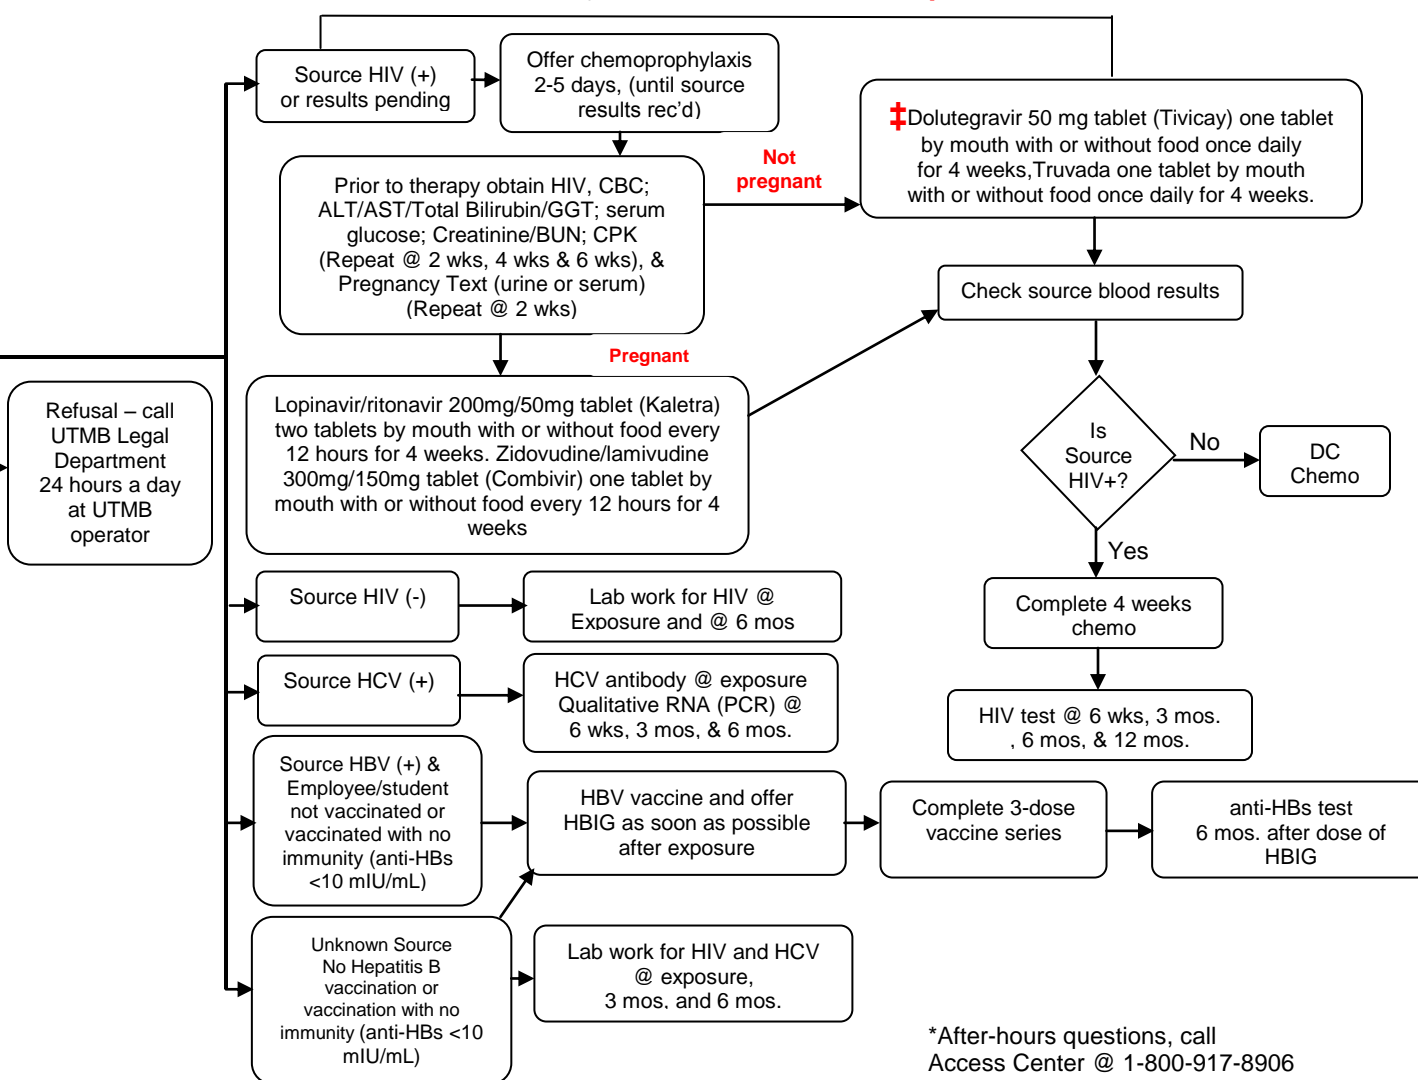 Source HIV (+)
or results pending
Offer chemoprophylaxis
2-5 days, (until source
results rec'd)
‡Dolutegravir 50 mg tablet (Tivicay) one tablet
by mouth with or without food once daily
for 4 weeks,Truvada one tablet by mouth
with or without food once daily for 4 weeks.
Not
pregnant
Prior to therapy obtain HIV, CBC;
ALT/AST/Total Bilirubin/GGT; serum
glucose; Creatinine/BUN; CPK
(Repeat @ 2 wks, 4 wks & 6 wks), &
Pregnancy Text (urine or serum)
(Repeat @ 2 wks)
Check source blood results
Pregnant
Refusal – call
UTMB Legal
Department
24 hours a day
at UTMB
operator
Lopinavir/ritonavir 200mg/50mg tablet (Kaletra)
two tablets by mouth with or without food every
12 hours for 4 weeks. Zidovudine/lamivudine
300mg/150mg tablet (Combivir) one tablet by
mouth with or without food every 12 hours for 4
weeks
Is
Source
HIV+?
No
DC
Chemo
Yes
Source HIV (-)
Lab work for HIV @
Exposure and @ 6 mos
Complete 4 weeks
chemo
Source HCV (+)
HCV antibody @ exposure
Qualitative RNA (PCR) @
6 wks, 3 mos, & 6 mos.
HIV test @ 6 wks, 3 mos.
, 6 mos, & 12 mos.
Source HBV (+) &
Employee/student
not vaccinated or
vaccinated with no
immunity (anti-HBs
<10 mIU/mL)
HBV vaccine and offer
HBIG as soon as possible
after exposure
Complete 3-dose
vaccine series
anti-HBs test
6 mos. after dose of
HBIG
Unknown Source
No Hepatitis B
vaccination or
vaccination with no
immunity (anti-HBs <10
mIU/mL)
Lab work for HIV and HCV
@ exposure,
3 mos, and 6 mos.
*After-hours questions, call
Access Center @ 1-800-917-8906